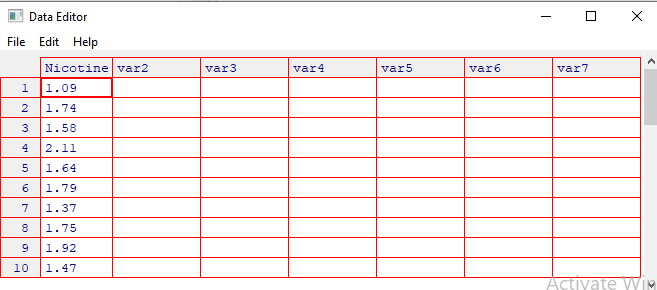 Data Editor
File Edit Help
Nicotine var2 var3 var4 var5 var6 var7
1 1.09
2 1.74
3 1.58
4 2.11
5 1.64
6 1.79
7 1.37
8 1.75
9 1.92
10 1.47
Activate Win